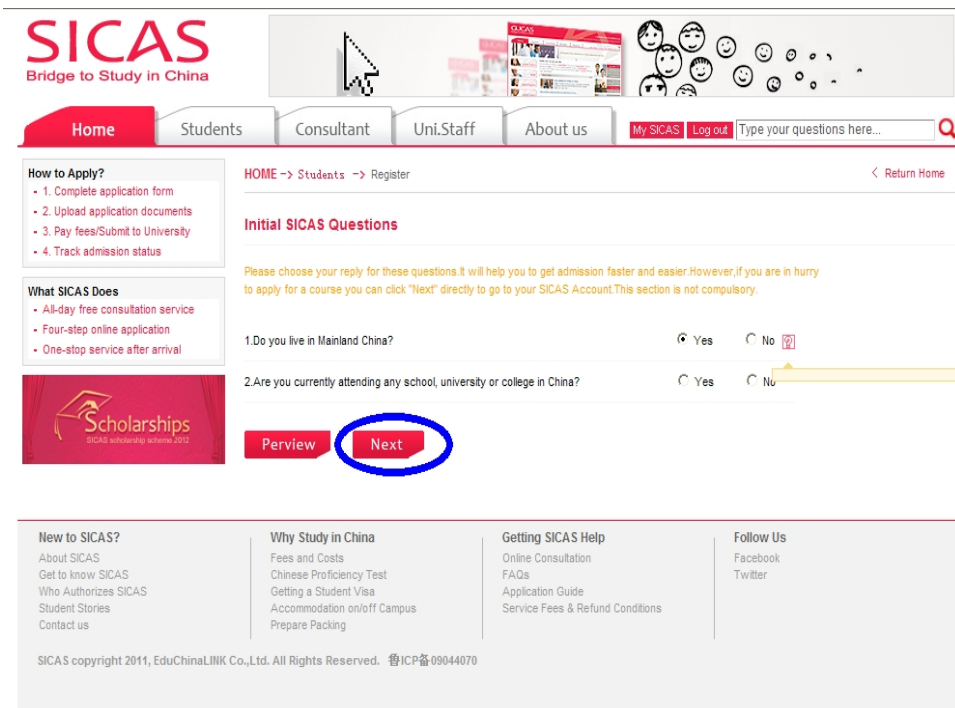 SICAS
Bridge to Study in China
Home
Students
Consultant
Uni.Staff
About us
My SICAS
Log out
Type your questions here...
How to Apply?
1. Complete application form
2. Upload application documents
3. Pay fees/Submit to University
4. Track admission status
What SICAS Does
All-day free consultation service
Four-step online application
One-stop service after arrival
Scholarships
SICAS scholarship scheme 2012
HOME -> Students -> Register
< Return Home
Initial SICAS Questions
Please choose your reply for these questions.It will help you to get admission faster and easier.However,if you are in hurry
to apply for a course you can click "Next" directly to go to your SICAS Account.This section is not compulsory.
1.Do you live in Mainland China? Yes No
2.Are you currently attending any school, university or college in China? Yes No
Perview
Next
New to SICAS?
About SICAS
Get to know SICAS
Who Authorizes SICAS
Student Stories
Contact us
Why Study in China
Fees and Costs
Chinese Proficiency Test
Getting a Student Visa
Accommodation on/off Campus
Prepare Packing
Getting SICAS Help
Online Consultation
FAQs
Application Guide
Service Fees & Refund Conditions
Follow Us
Facebook
Twitter
SICAS copyright 2011, EduChinaLINK Co.,Ltd. All Rights Reserved. 鲁ICP备09044070